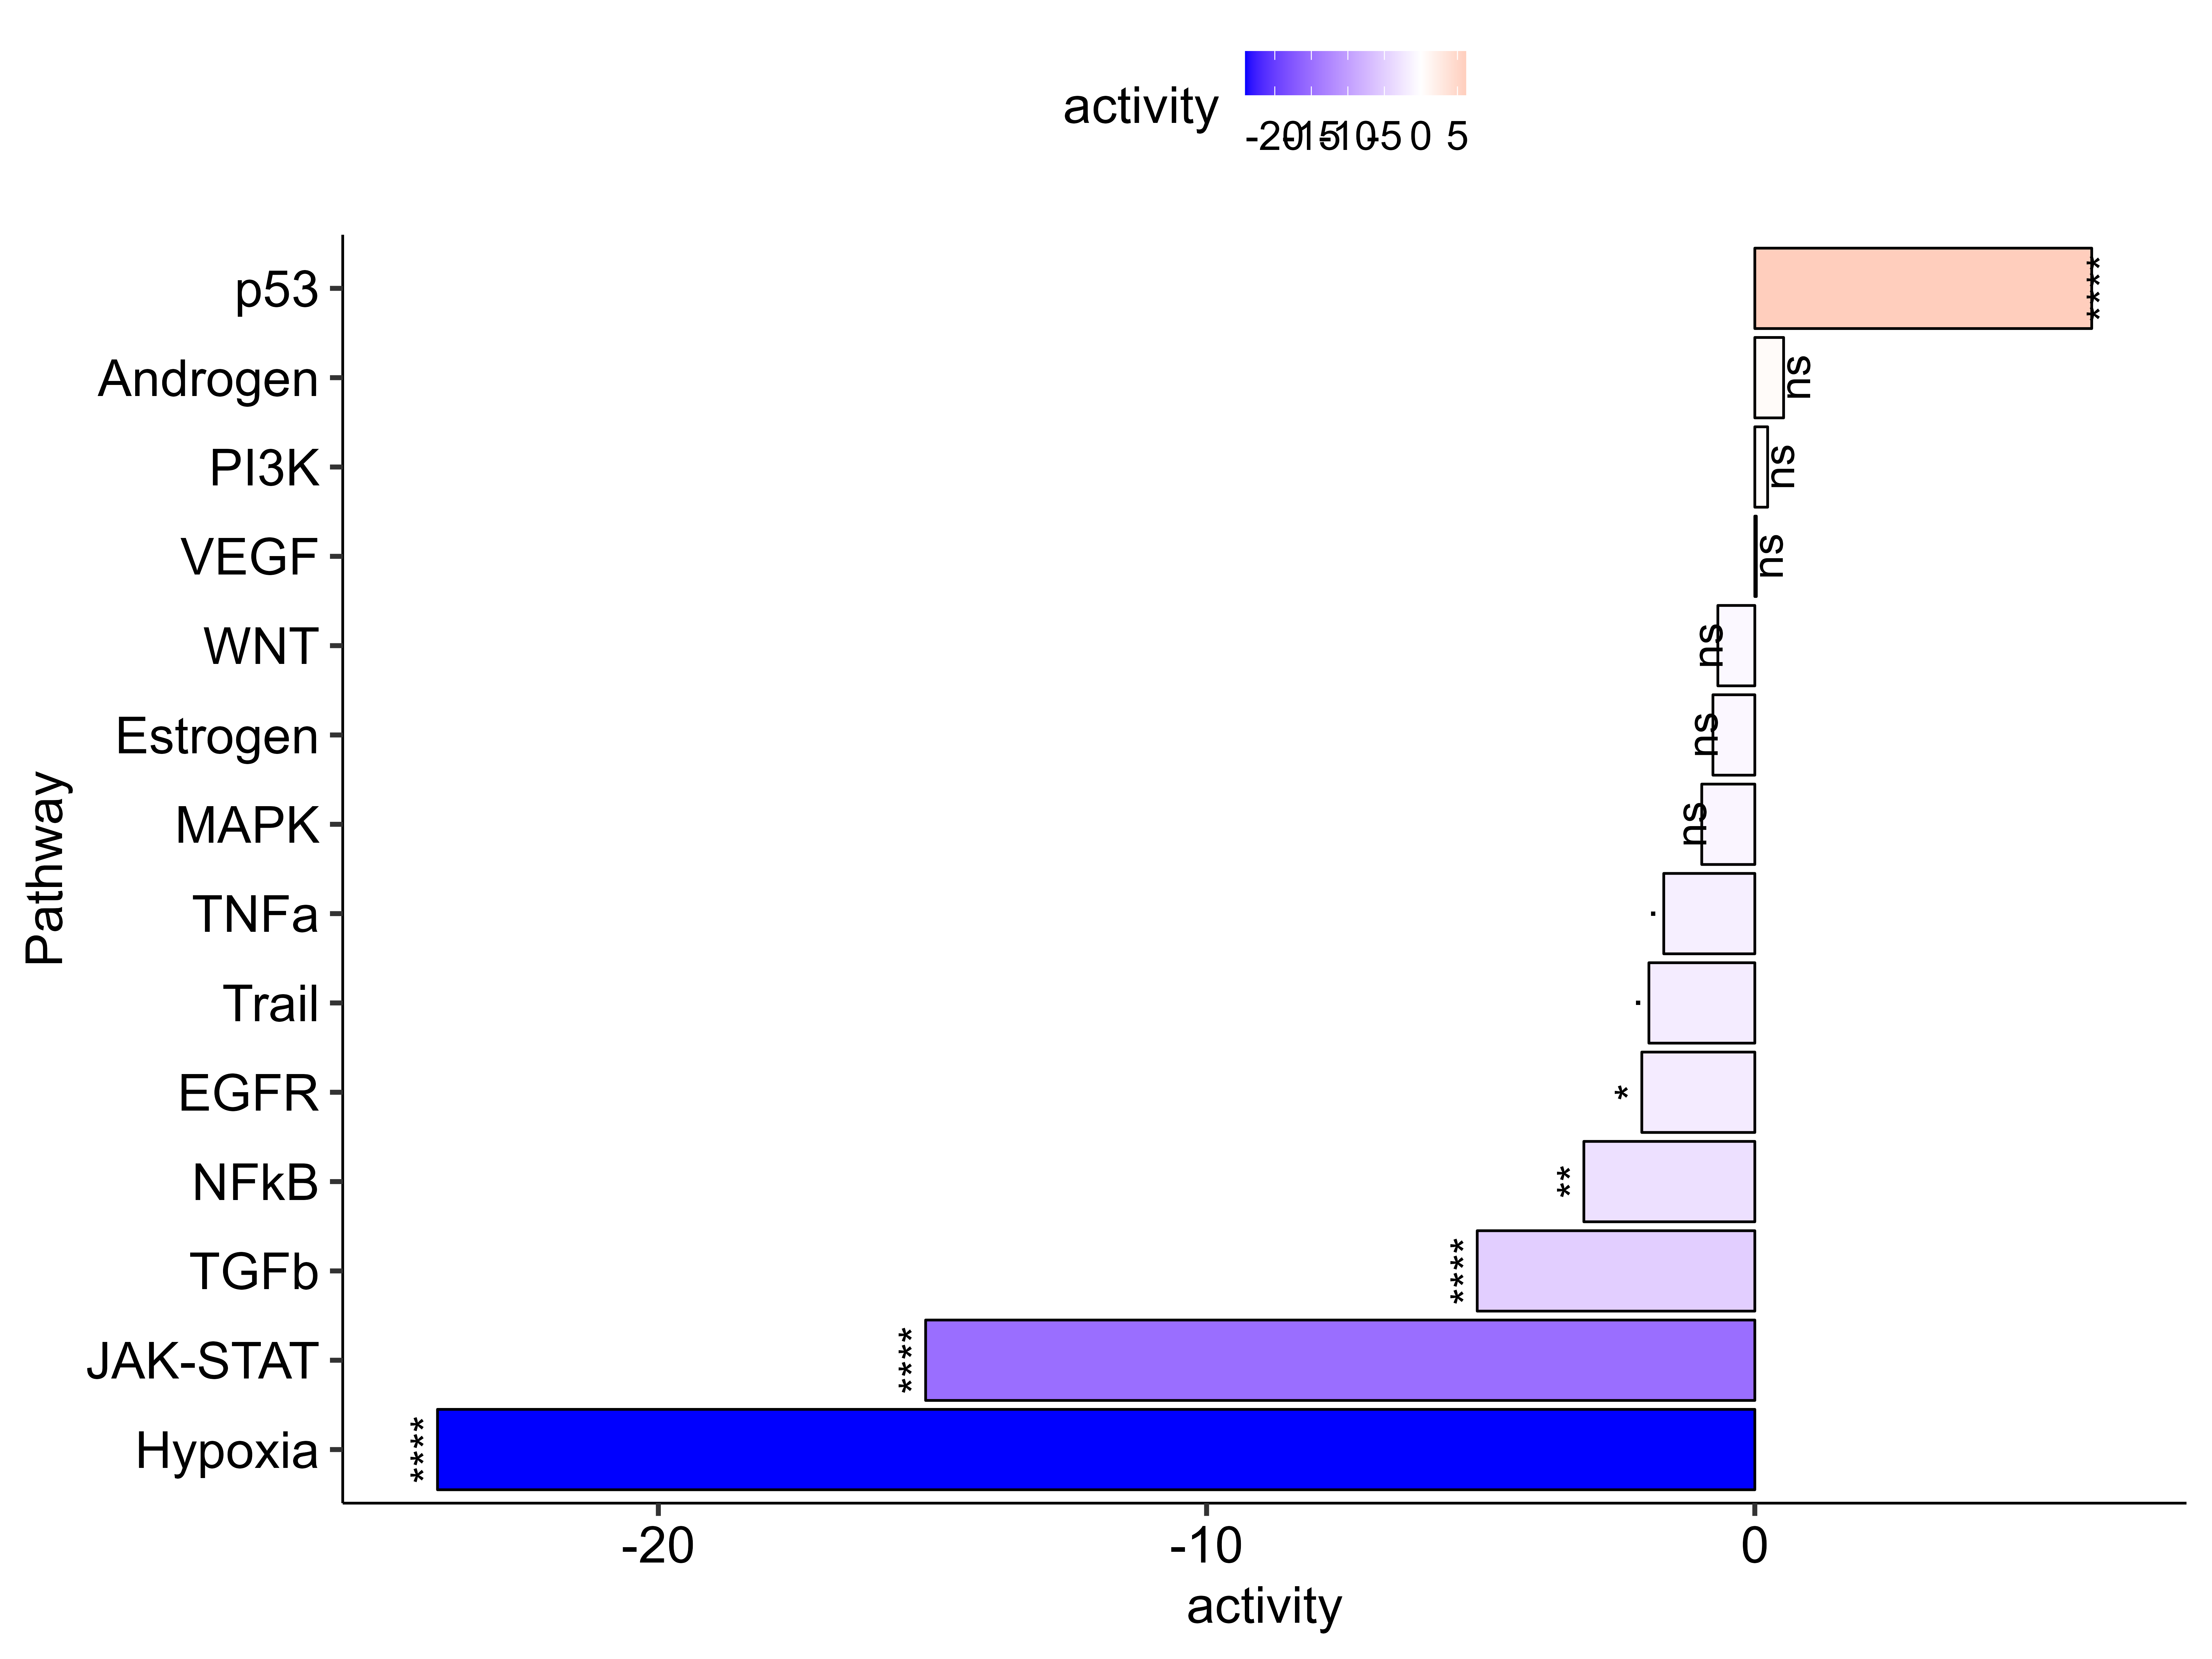 activity
-20 -15 -10 -5 0 5
p53 ****
Androgen ns
PI3K ns
VEGF ns
WNT ns
Estrogen ns
MAPK ns
TNFa .
Trail .
EGFR *
NFkB **
TGFb ****
JAK-STAT ****
Hypoxia ****
Pathway
-20 -10 0
activity